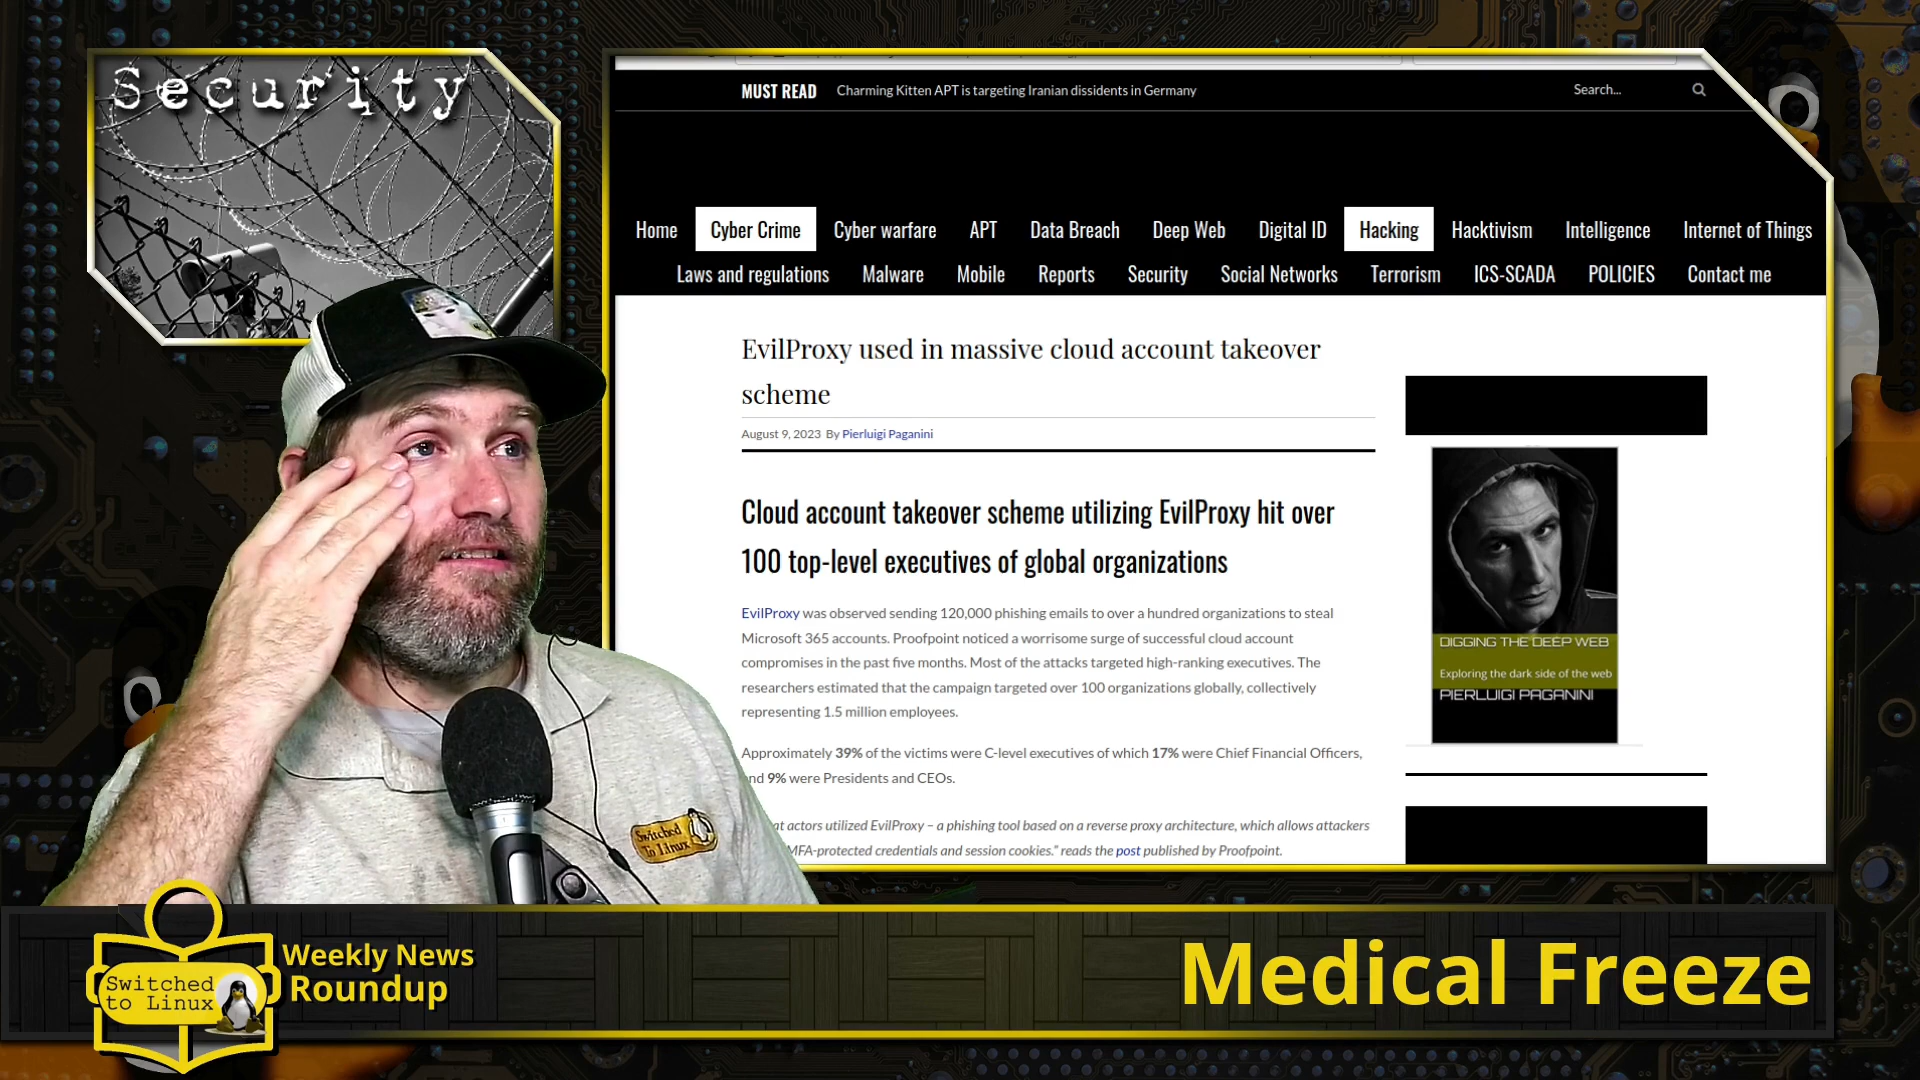 Security
MUST READ Charming Kitten APT is targeting Iranian dissidents in Germany
Search...
Home Cyber Crime Cyber warfare APT Data Breach Deep Web Digital ID Hacking Hacktivism Intelligence Internet of Things
Laws and regulations Malware Mobile Reports Security Social Networks Terrorism ICS-SCADA POLICIES Contact me
EvilProxy used in massive cloud account takeover
scheme
August 9, 2023 By Pierluigi Paganini
Cloud account takeover scheme utilizing EvilProxy hit over
100 top-level executives of global organizations
EvilProxy was observed sending 120,000 phishing emails to over a hundred organizations to steal
Microsoft 365 accounts. Proofpoint noticed a worrisome surge of successful cloud account
compromises in the past five months. Most of the attacks targeted high-ranking executives. The
researchers estimated that the campaign targeted over 100 organizations globally, collectively
representing 1.5 million employees.
Approximately 39% of the victims were C-level executives of which 17% were Chief Financial Officers,
nd 9% were Presidents and CEOs.
at actors utilized EvilProxy – a phishing tool based on a reverse proxy architecture, which allows attackers
MFA-protected credentials and session cookies.” reads the post published by Proofpoint.
DIGGING THE DEEP WEB
Exploring the dark side of the web
PIERLUIGI PAGANINI
Switched
To Linux
Weekly News
Roundup
Switched
to Linux
Medical Freeze